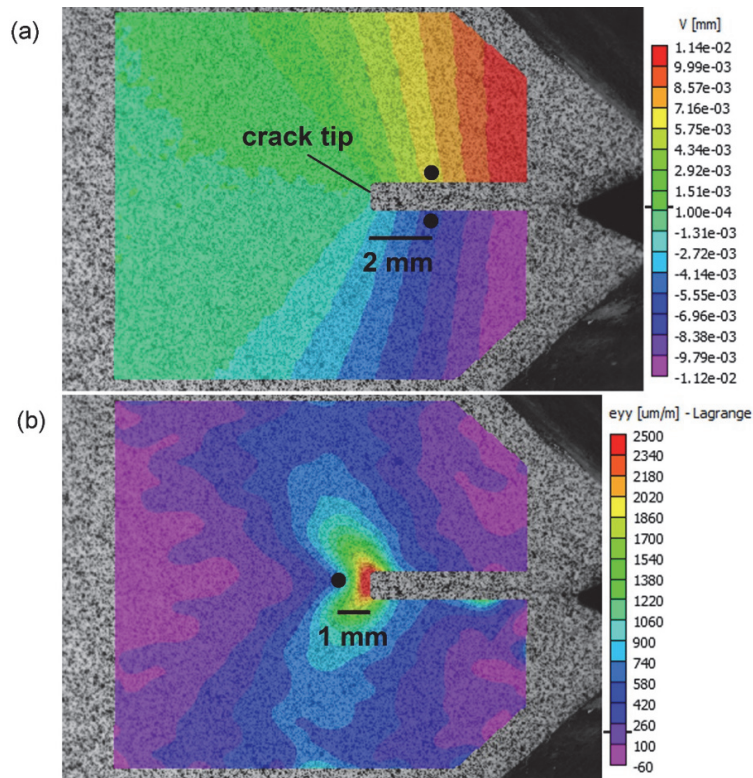 (a)
V [mm]
1.14e-02
9.99e-03
8.57e-03
7.16e-03
5.75e-03
4.33e-03
2.92e-03
1.51e-03
1.00e-04
-1.31e-03
-2.72e-03
-4.14e-03
-5.55e-03
-6.96e-03
-8.38e-03
-9.79e-03
-1.12e-02
crack tip
2 mm
(b)
eyy [um/m] - Lagrange
2500
2340
2180
2020
1860
1700
1540
1380
1220
1060
900
740
580
420
260
100
-60
1 mm